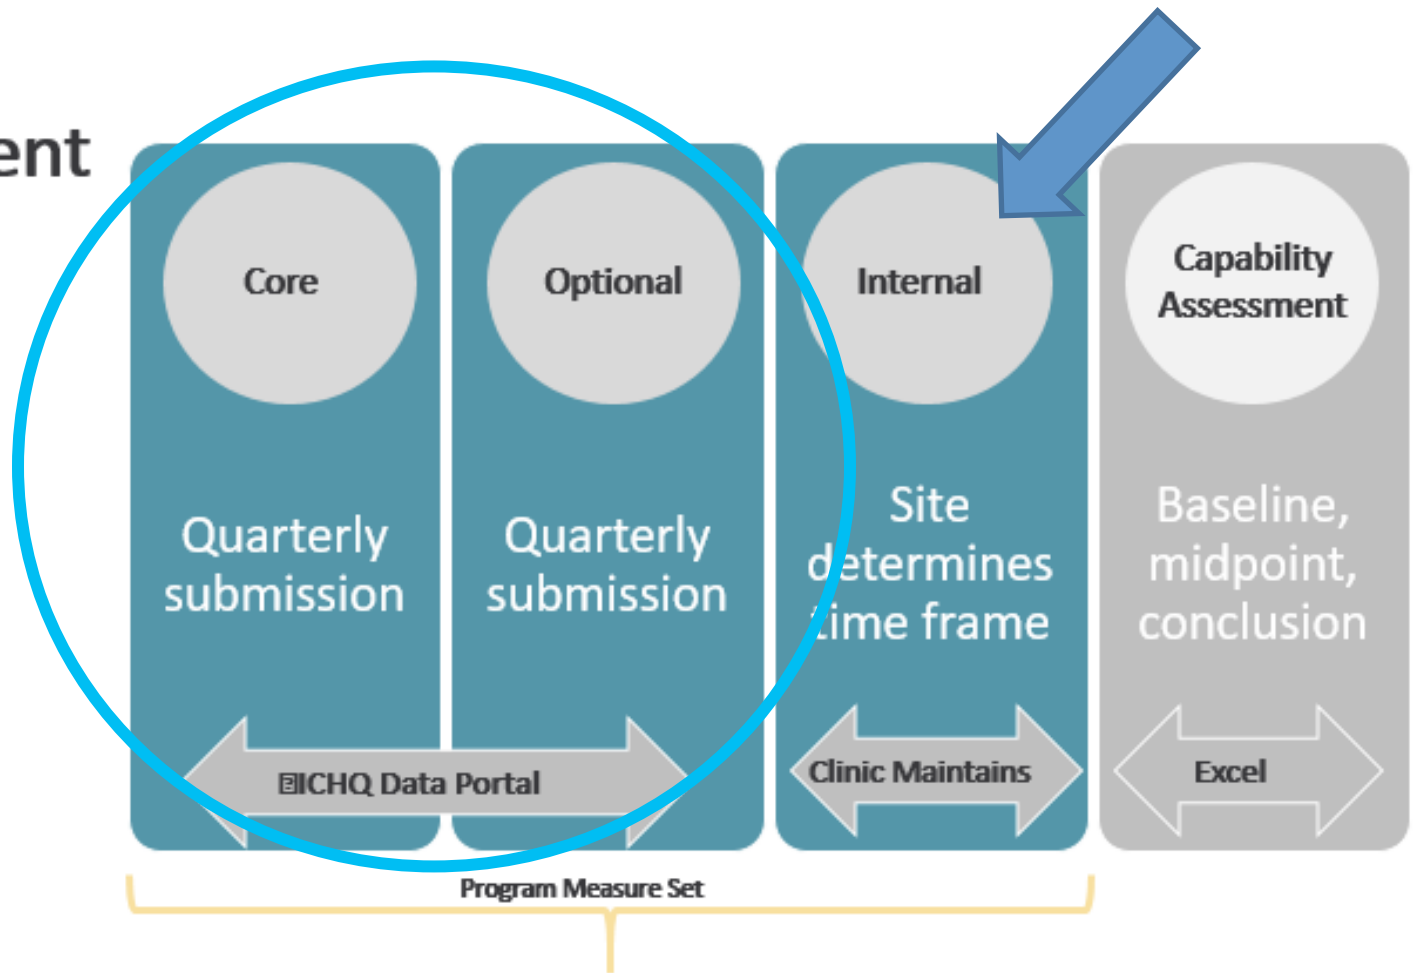 ent
Core
Optional
Internal
Capability
Assessment
Quarterly
submission
Quarterly
submission
Site
determines
time frame
Baseline,
midpoint,
conclusion
NICHQ Data Portal
Clinic Maintains
Excel
Program Measure Set